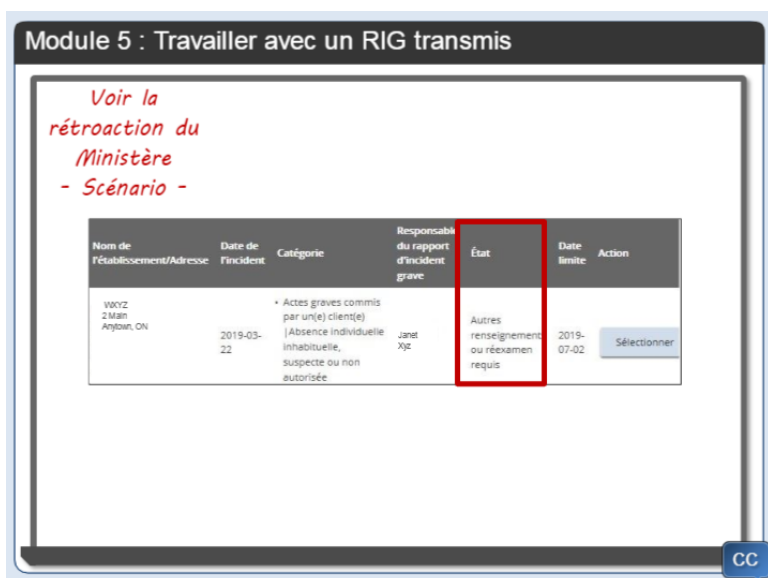 Module 5 : Travailler avec un RIG transmis
Voir la
rétroaction du
Ministère
- Scénario -
Nom de
l'établissement/Adresse
Date de
l'incident
Catégorie
Responsable
du rapport
d'incident
grave
État
Date
limite
Action
WXYZ
2 Main
Anytown, ON
2019-03-
22
• Actes graves commis
par un(e) client(e)
|Absence individuelle
inhabituelle,
suspecte ou non
autorisée
Janet
Xyz
Autres
renseignement
ou réexamen
requis
2019-
07-02
Sélectionner
CC